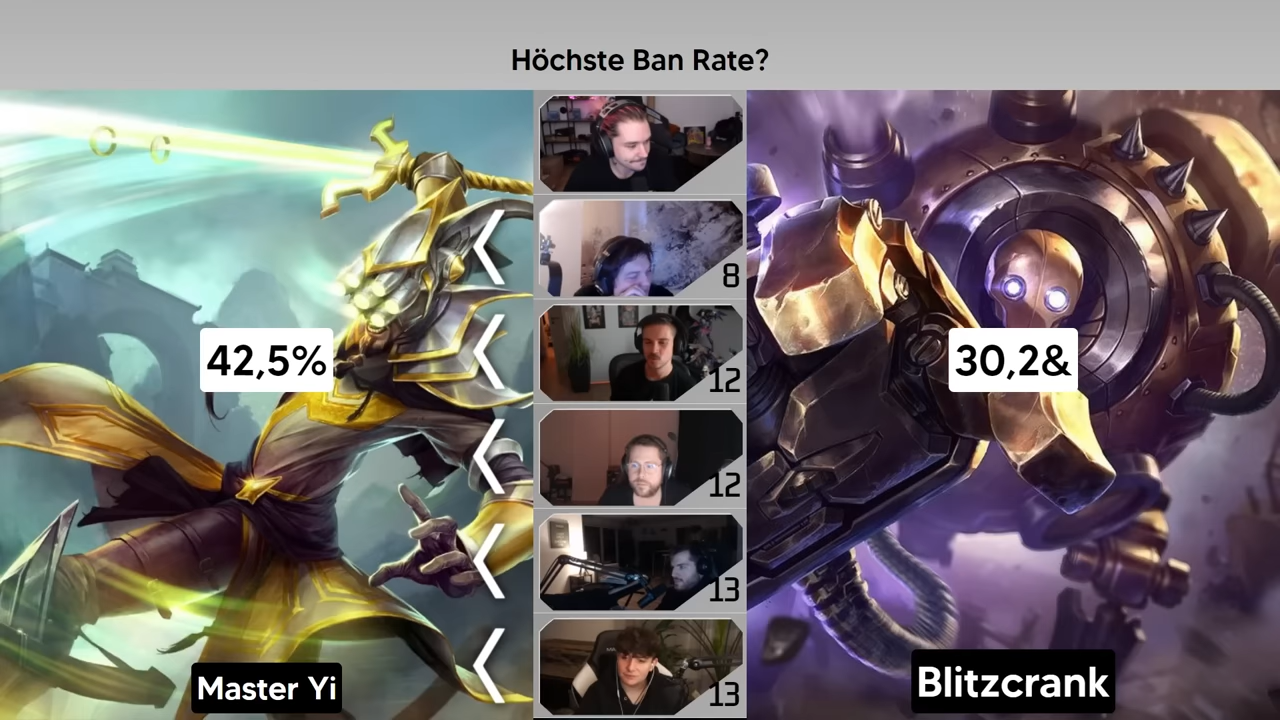 Höchste Ban Rate?
8
42,5%
30,2&
12
12
13
Master Yi
Blitzcrank
13